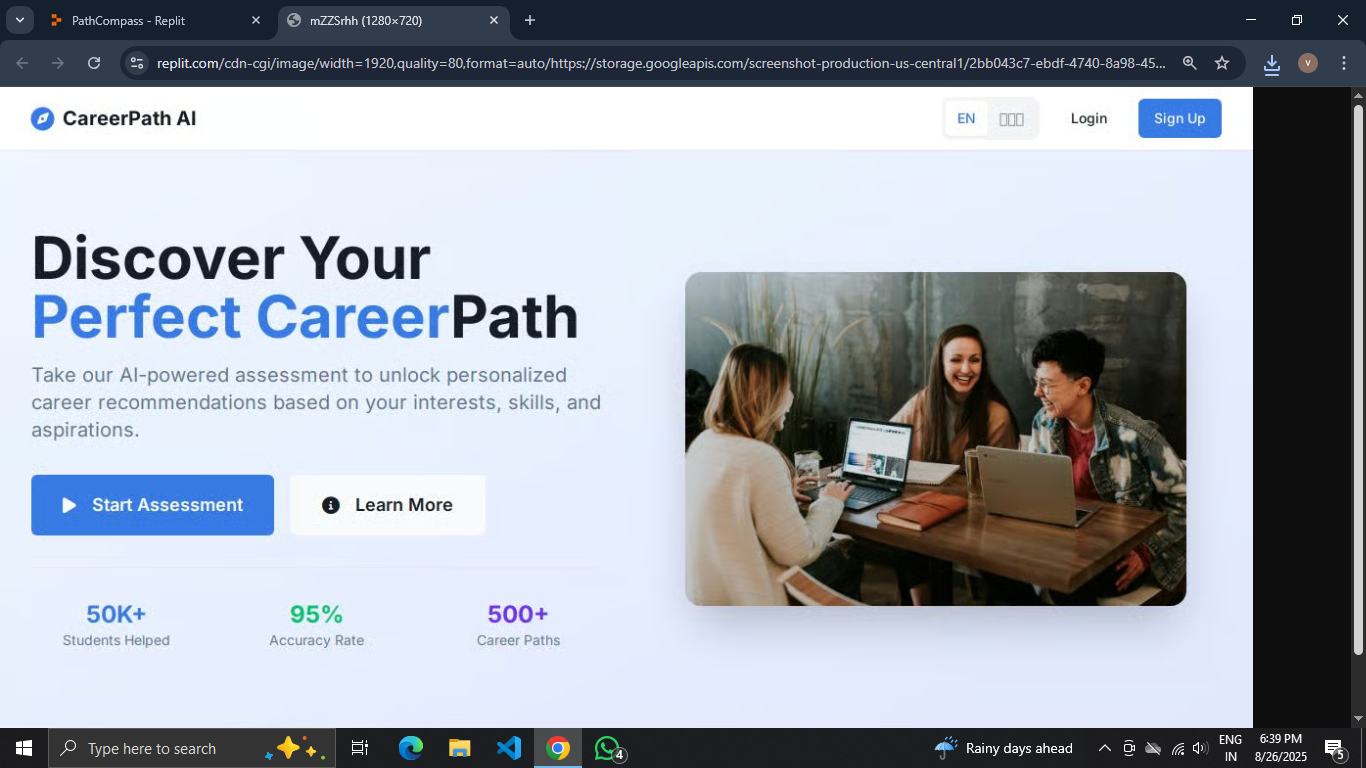 PathCompass - Replit
mZZSrhh (1280×720)
replit.com/cdn-cgi/image/width=1920,quality=80,format=auto/https://storage.googleapis.com/screenshot-production-us-central1/2bb043c7-ebdf-4740-8a98-45...
V
CareerPath AI
EN
Login
Sign Up
Discover Your
Perfect CareerPath
Take our AI-powered assessment to unlock personalized
career recommendations based on your interests, skills, and
aspirations.
Start Assessment
Learn More
50K+ 95% 500+
Students Helped Accuracy Rate Career Paths
Type here to search
4
Rainy days ahead
ENG
IN
6:39 PM
8/26/2025
5